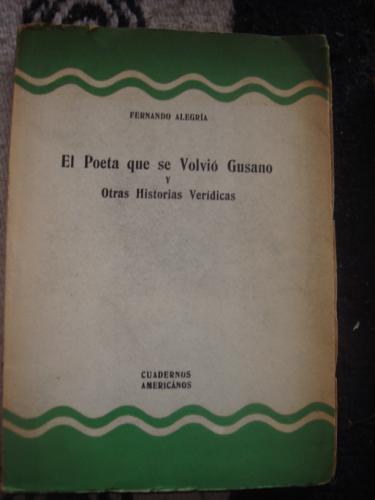 FERNANDO ALEGRÍA
El Poeta que se Volvió Gusano
Y
Otras Historias Verídicas
CUADERNOS
AMERICANOS